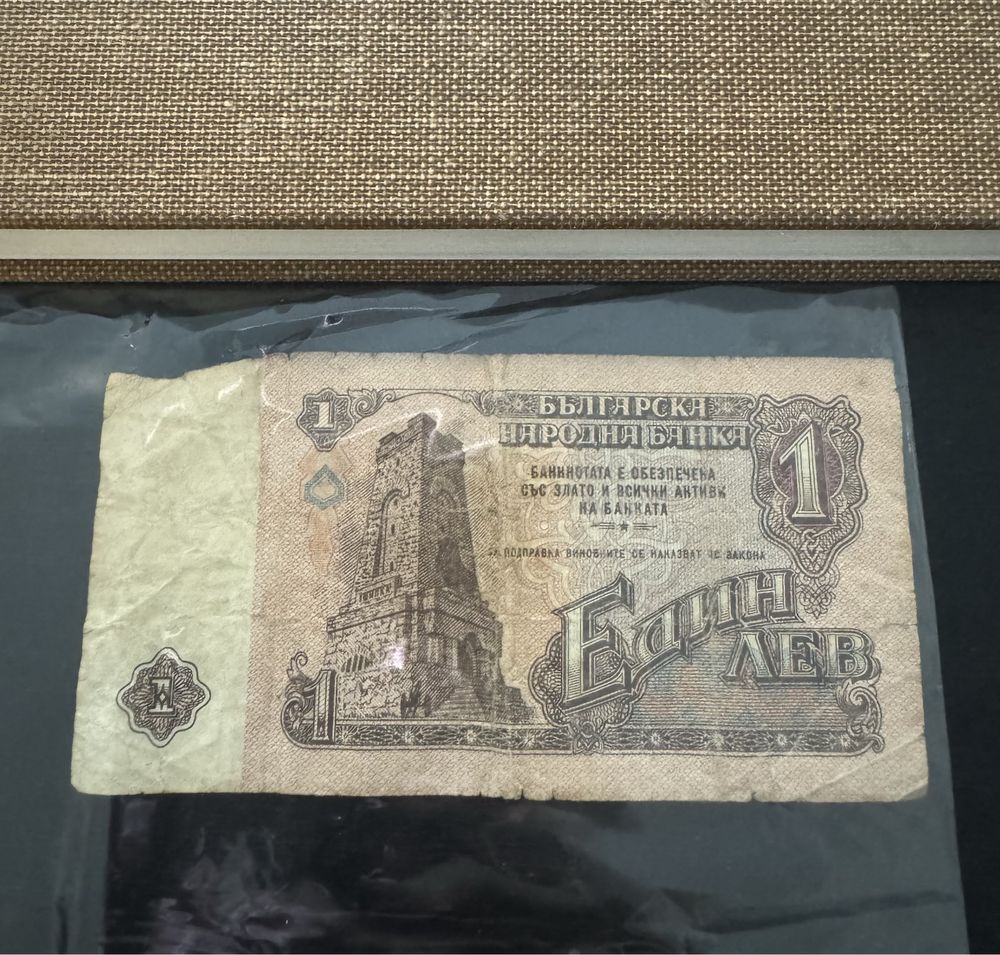 1
БЪЛГАРСКА
НАРОДНА БАНКА
1
БАНКНОТАТА Е ОБЕЗПЕЧЕНА
СЪС ЗЛАТО И ВСИЧКИ АКТИВИ
НА БАНКАТА
ЗА ПОДПРАВКА ВИНОВНИТЕ СЕ НАКАЗВАТ ПО ЗАКОНА
ЕДИН
ЛЕВ
1